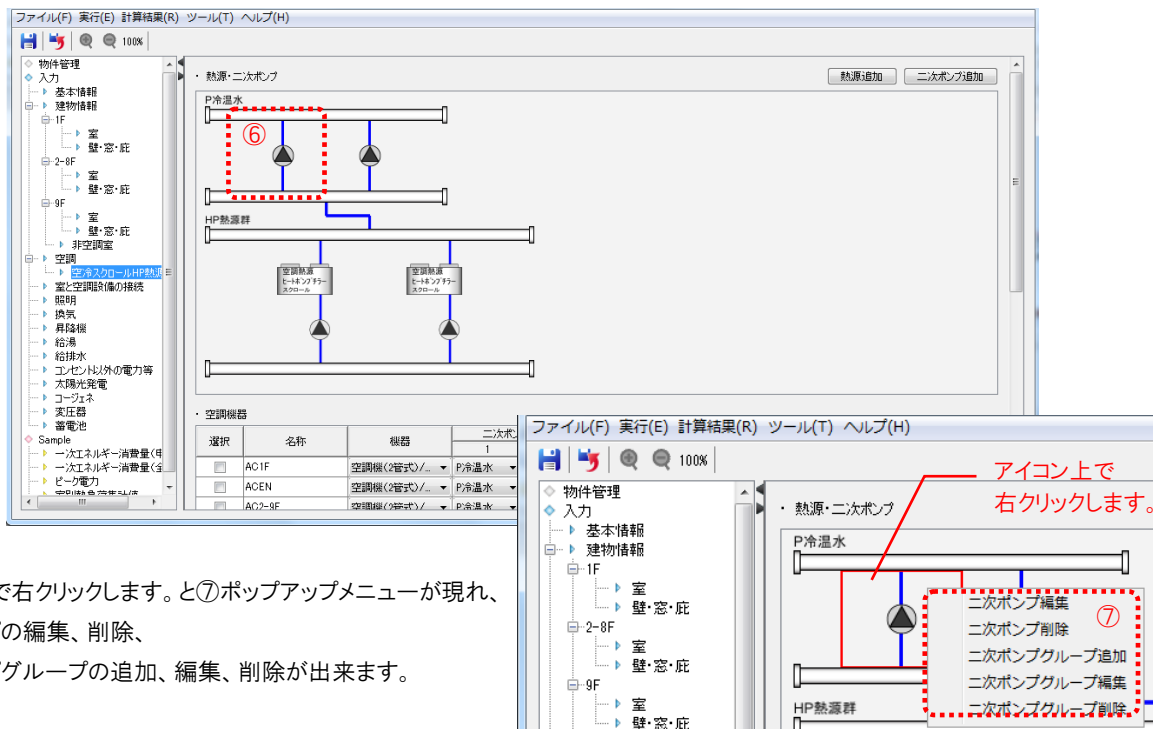 ファイル(F) 実行(E) 計算結果(R) ツール(T) ヘルプ(H)
100%
物件管理
入力
基本情報
建物情報
1F
室
壁・窓・庇
2-8F
室
壁・窓・庇
9F
室
壁・窓・庇
非空調室
空調
空冷スクロールHP熱源
室と空調設備の接続
照明
換気
昇降機
給湯
給排水
コンセント以外の電力等
太陽光発電
コージェネ
変圧器
蓄電池
Sample
一次エネルギー消費量(電
一次エネルギー消費量(全
ピーク電力
室別熱負荷集計値
・ 熱源・二次ポンプ
熱源追加 二次ポンプ追加
P冷温水
⑥
HP熱源群
空調熱源 空調熱源
ヒートポンプチラー ヒートポンプチラー
スクロール スクロール
・ 空調機器
選択 名称 機器 二次ポン
1
AC1F 空調機(2管式)/... P冷温水
ACEN 空調機(2管式)/... P冷温水
AC2-9F 空調機(2管式)/... P冷温水
で右クリックします。と⑦ポップアップメニューが現れ、
プの編集、削除、
プグループの追加、編集、削除が出来ます。
ファイル(F) 実行(E) 計算結果(R) ツール(T) ヘルプ(H)
100%
アイコン上で
右クリックします。
物件管理
入力
基本情報
建物情報
1F
室
壁・窓・庇
2-8F
室
壁・窓・庇
9F
室
壁・窓・庇
・ 熱源・二次ポンプ
P冷温水
二次ポンプ編集
⑦
二次ポンプ削除
二次ポンプグループ追加
二次ポンプグループ編集
二次ポンプグループ削除
HP熱源群